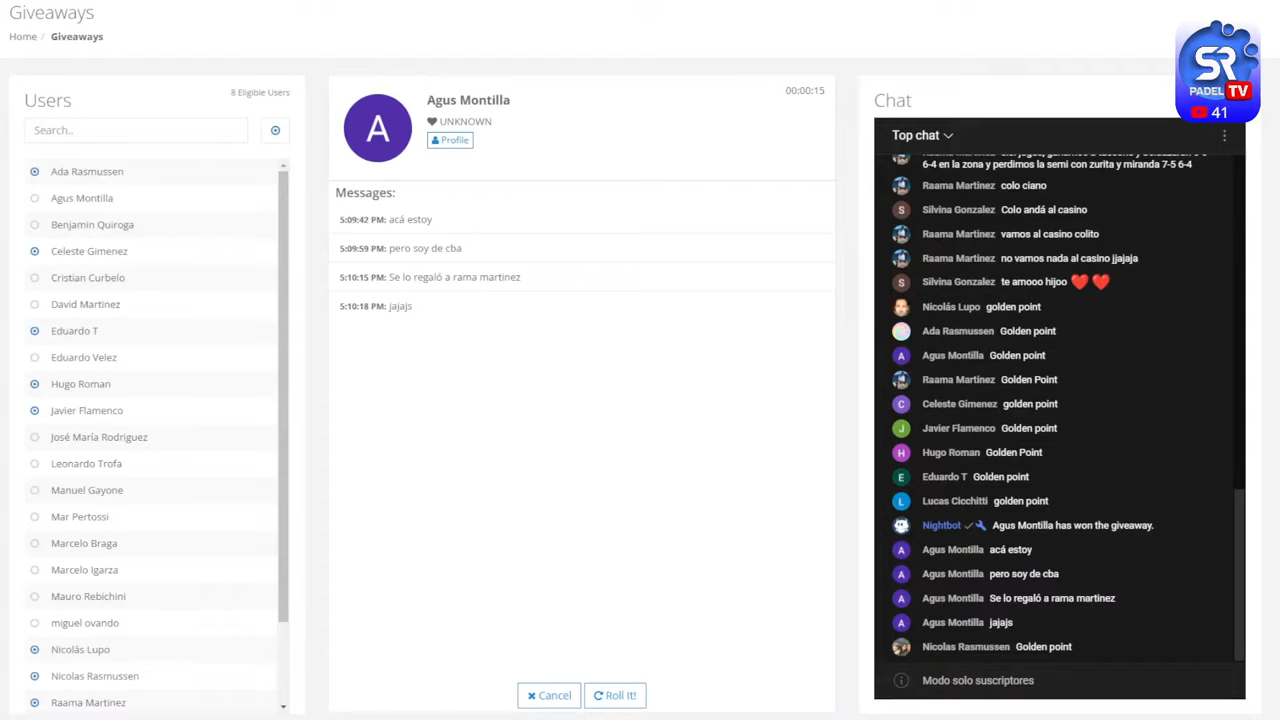 Giveaways
Home / Giveaways
SR
PADEL TV
41
Users
8 Eligible Users
Search..
Ada Rasmussen
Agus Montilla
Benjamin Quiroga
Celeste Gimenez
Cristian Curbelo
David Martinez
Eduardo T
Eduardo Velez
Hugo Roman
Javier Flamenco
José María Rodriguez
Leonardo Trofa
Manuel Gayone
Mar Pertossi
Marcelo Braga
Marcelo Igarza
Mauro Rebichini
miguel ovando
Nicolás Lupo
Nicolas Rasmussen
Raama Martinez
00:00:15
A
Agus Montilla
UNKNOWN
Profile
Messages:
5:09:42 PM: acá estoy
5:09:59 PM: pero soy de cba
5:10:15 PM: Se lo regaló a rama martinez
5:10:18 PM: jajajs
Cancel
Roll It!
Chat
Top chat
6-4 en la zona y perdimos la semi con zurita y miranda 7-5 6-4
Raama Martinez colo ciano
S Silvina Gonzalez Colo andá al casino
Raama Martinez vamos al casino colito
Raama Martinez no vamos nada al casino jjajaja
S Silvina Gonzalez te amooo hijoo ❤️ ❤️
Nicolás Lupo golden point
Ada Rasmussen Golden point
A Agus Montilla Golden point
Raama Martinez Golden Point
C Celeste Gimenez golden point
J Javier Flamenco Golden point
H Hugo Roman Golden Point
E Eduardo T Golden point
L Lucas Cicchitti golden point
Nightbot Agus Montilla has won the giveaway.
A Agus Montilla acá estoy
A Agus Montilla pero soy de cba
A Agus Montilla Se lo regaló a rama martinez
A Agus Montilla jajajs
Nicolas Rasmussen Golden point
Modo solo suscriptores